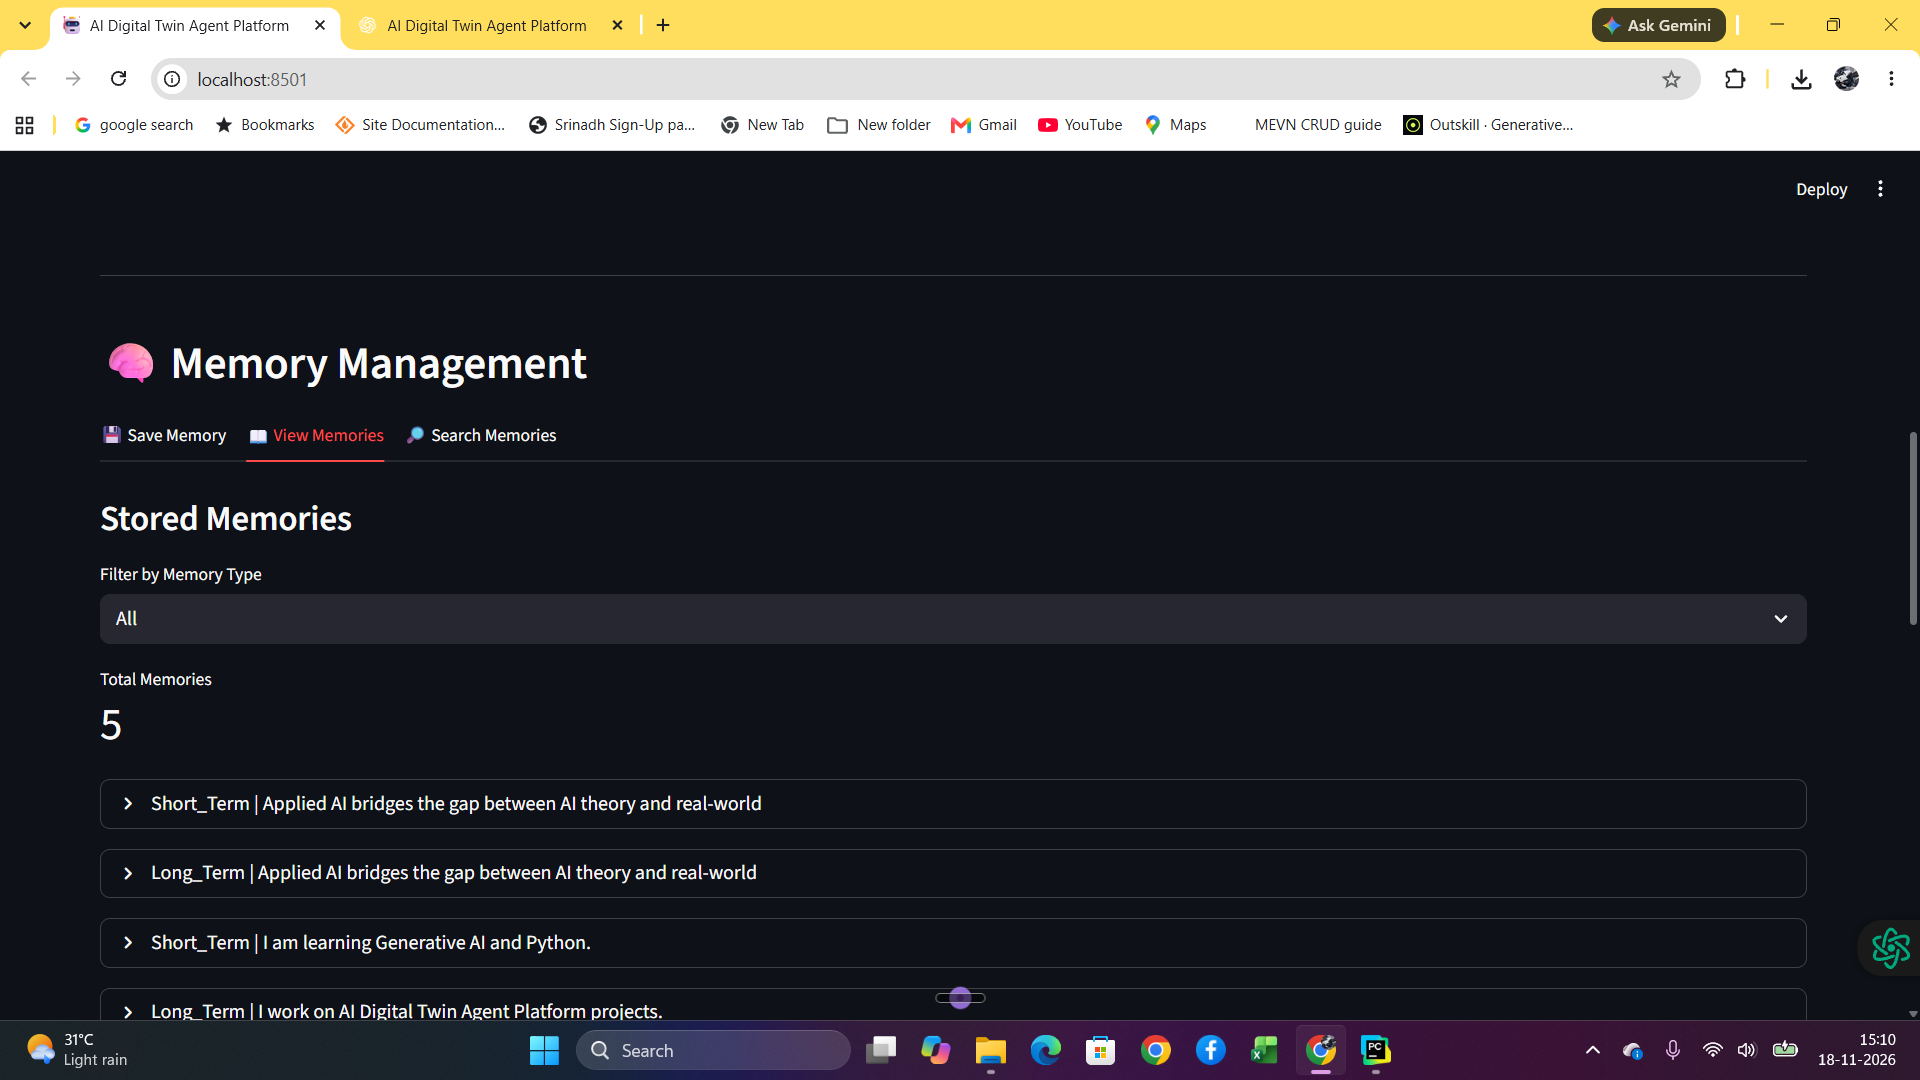 AI Digital Twin Agent Platform
AI Digital Twin Agent Platform
Ask Gemini
localhost:8501
google search
Bookmarks
Site Documentation...
Srinadh Sign-Up pa...
New Tab
New folder
Gmail
YouTube
Maps
MEVN CRUD guide
Outskill · Generative...
Deploy
Memory Management
Save Memory
View Memories
Search Memories
Stored Memories
Filter by Memory Type
All
Total Memories
5
Short_Term | Applied AI bridges the gap between AI theory and real-world
Long_Term | Applied AI bridges the gap between AI theory and real-world
Short_Term | I am learning Generative AI and Python.
Long_Term | I work on AI Digital Twin Agent Platform projects.
31°C
Light rain
Search
PC
15:10
18-11-2026